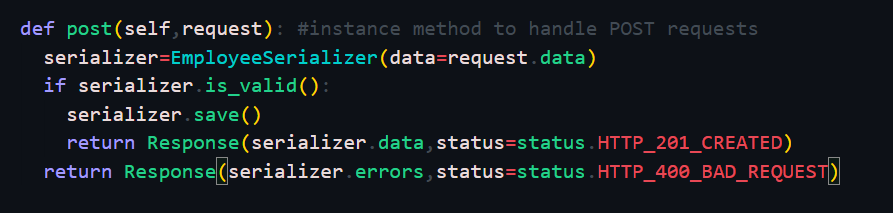 def post(self,request): #instance method to handle POST requests
  serializer=EmployeeSerializer(data=request.data)
  if serializer.is_valid():
    serializer.save()
    return Response(serializer.data,status=status.HTTP_201_CREATED)
  return Response(serializer.errors,status=status.HTTP_400_BAD_REQUEST)